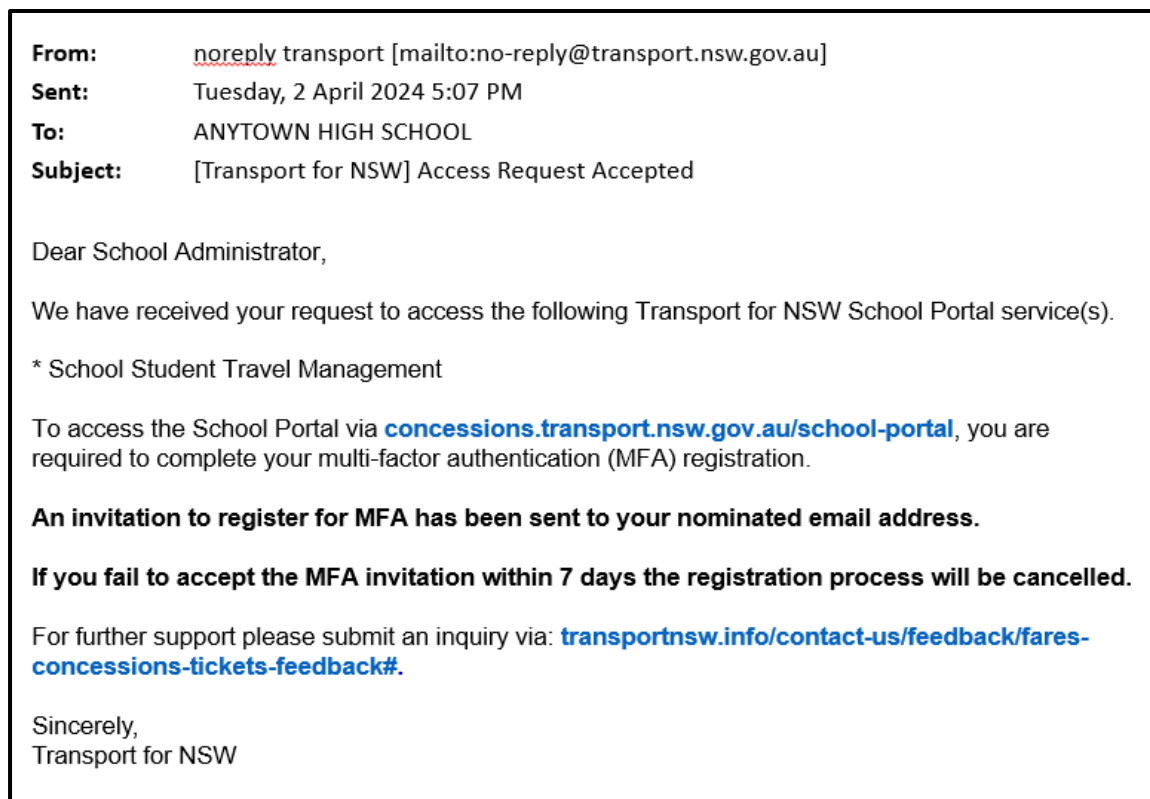 From: noreply transport [mailto:no-reply@transport.nsw.gov.au]
Sent: Tuesday, 2 April 2024 5:07 PM
To: ANYTOWN HIGH SCHOOL
Subject: [Transport for NSW] Access Request Accepted
Dear School Administrator,
We have received your request to access the following Transport for NSW School Portal service(s).
* School Student Travel Management
To access the School Portal via concessions.transport.nsw.gov.au/school-portal, you are
required to complete your multi-factor authentication (MFA) registration.
An invitation to register for MFA has been sent to your nominated email address.
If you fail to accept the MFA invitation within 7 days the registration process will be cancelled.
For further support please submit an inquiry via: transportnsw.info/contact-us/feedback/fares-
concessions-tickets-feedback#.
Sincerely,
Transport for NSW